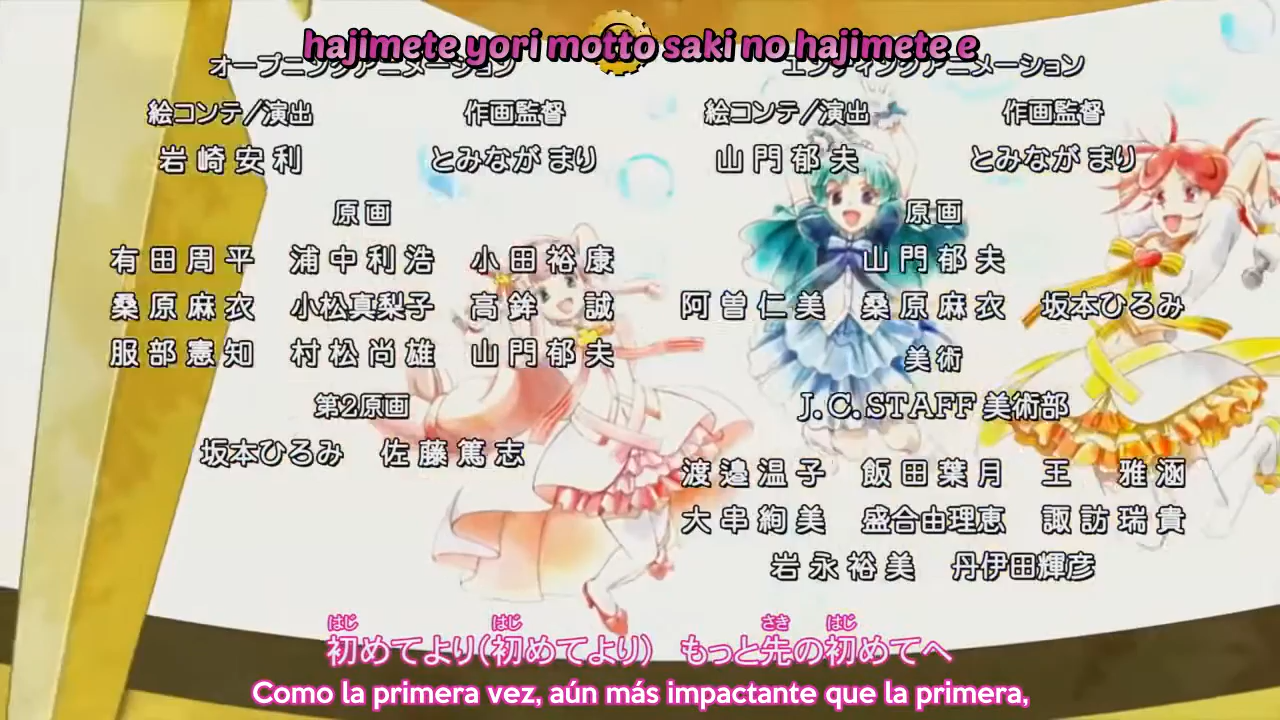 hajimete yori motto saki no hajimete e
オープニングアニメーション
絵コンテ/演出 作画監督
岩崎安利 とみながまり
原画
有田周平 浦中利浩 小田裕康
桑原麻衣 小松真梨子 高鉾誠
服部憲知 村松尚雄 山門郁夫
第2原画
坂本ひろみ 佐藤篤志
エンディングアニメーション
絵コンテ/演出 作画監督
山門郁夫 とみながまり
原画
山門郁夫
阿曽仁美 桑原麻衣 坂本ひろみ
美術
J.C.STAFF美術部
渡邉温子 飯田葉月 王雅涵
大串絢美 盛合由理恵 諏訪瑞貴
岩永裕美 丹伊田輝彦
はじ はじ さき はじ
初めてより(初めてより) もっと先の初めてへ
Como la primera vez, aún más impactante que la primera,